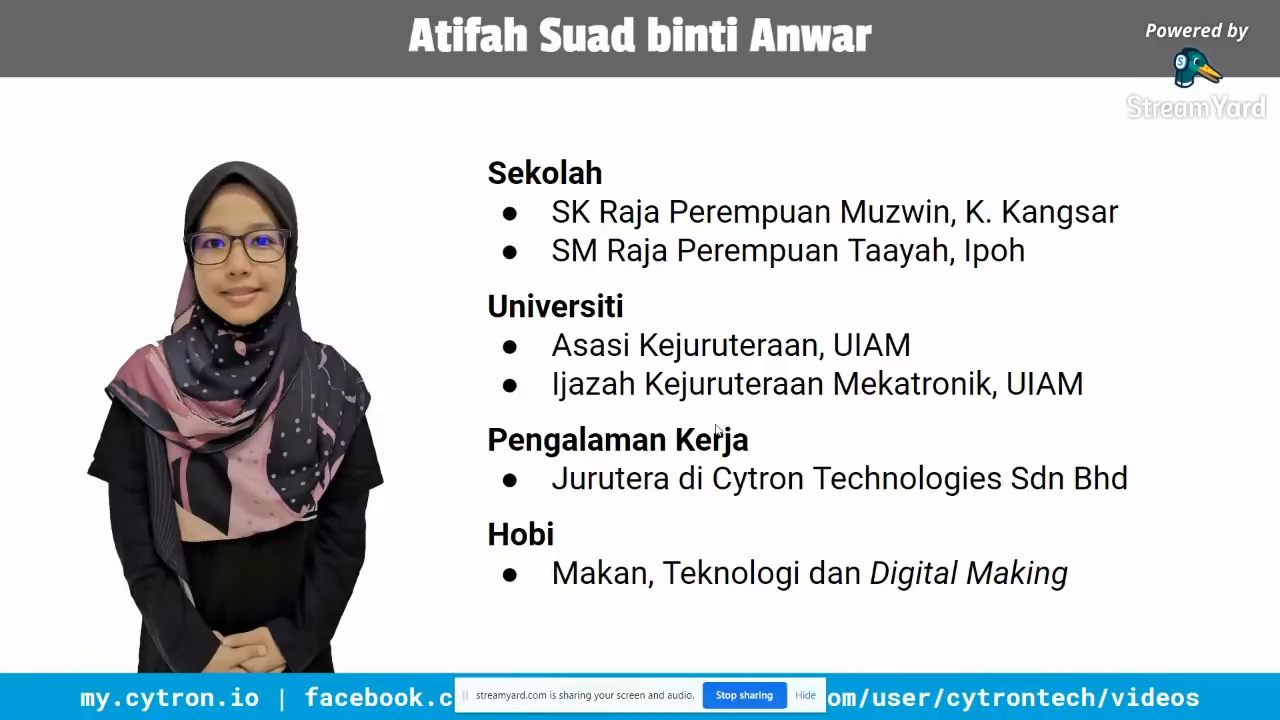 Atifah Suad binti Anwar
Powered by
S
StreamYard
Sekolah
● SK Raja Perempuan Muzwin, K. Kangsar
● SM Raja Perempuan Taayah, Ipoh
Universiti
● Asasi Kejuruteraan, UIAM
● Ijazah Kejuruteraan Mekatronik, UIAM
Pengalaman Kerja
● Jurutera di Cytron Technologies Sdn Bhd
Hobi
● Makan, Teknologi dan Digital Making
my.cytron.io | facebook.c om/user/cytrontech/videos
streamyard.com is sharing your screen and audio. Stop sharing Hide